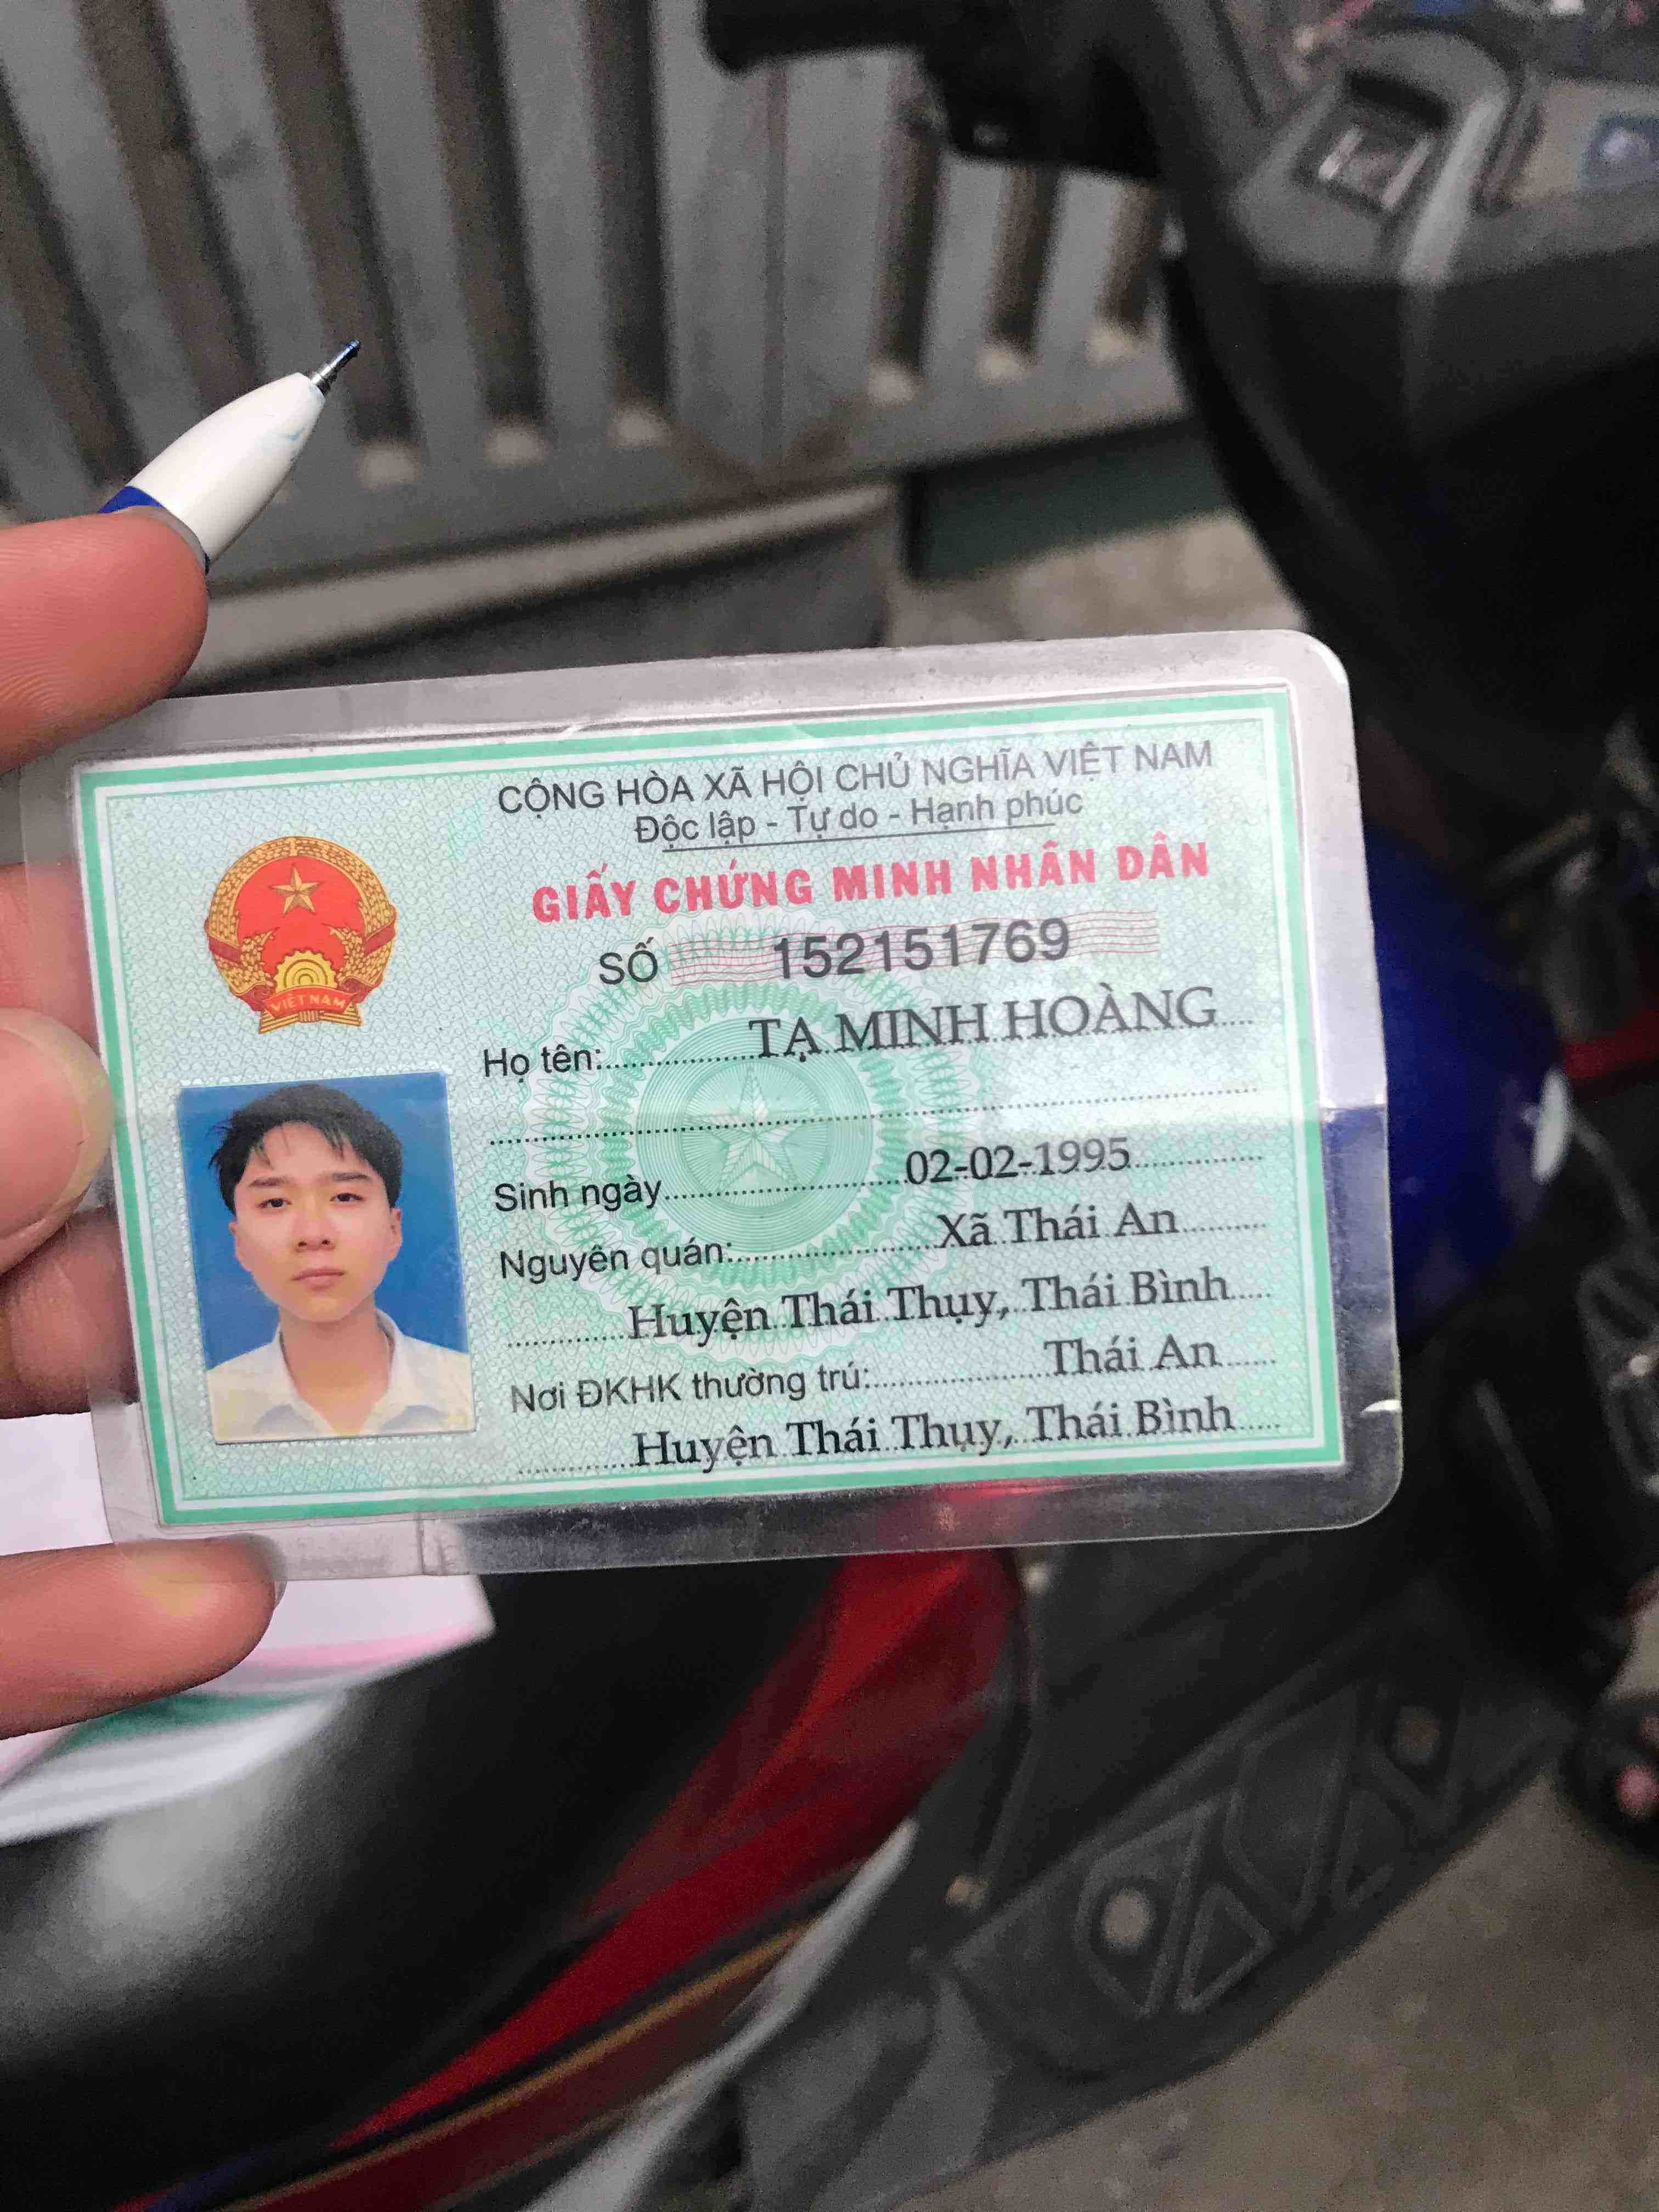 CỘNG HÒA XÃ HỘI CHỦ NGHĨA VIỆT NAM
Độc lập - Tự do - Hạnh phúc
GIẤY CHỨNG MINH NHÂN DÂN
SỐ 152151769
VIỆT NAM
Họ tên: TẠ MINH HOÀNG
Sinh ngày 02-02-1995
Nguyên quán: Xã Thái An
Huyện Thái Thụy, Thái Bình
Nơi ĐKHK thường trú: Thái An
Huyện Thái Thụy, Thái Bình